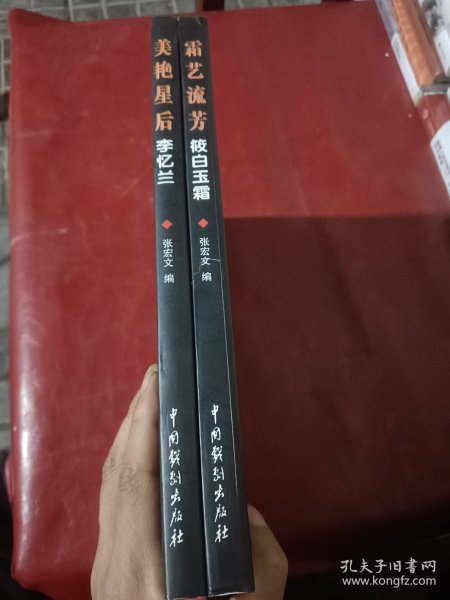 美艳星后 李忆兰
张宏文 编
中国戏剧出版社
霜艺流芳 筱白玉霜
张宏文 编
中国戏剧出版社
孔夫子旧书网
www.kongfz.com